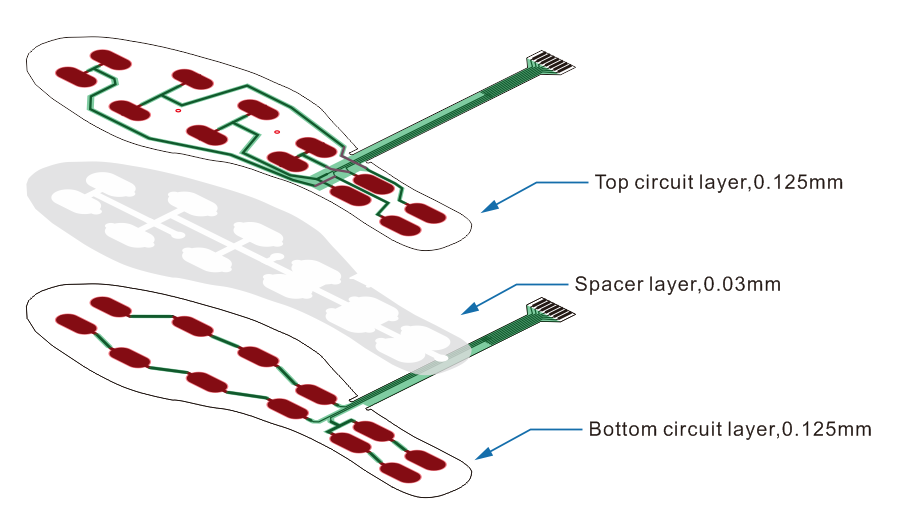 Top circuit layer,0.125mm
Spacer layer,0.03mm
Bottom circuit layer,0.125mm